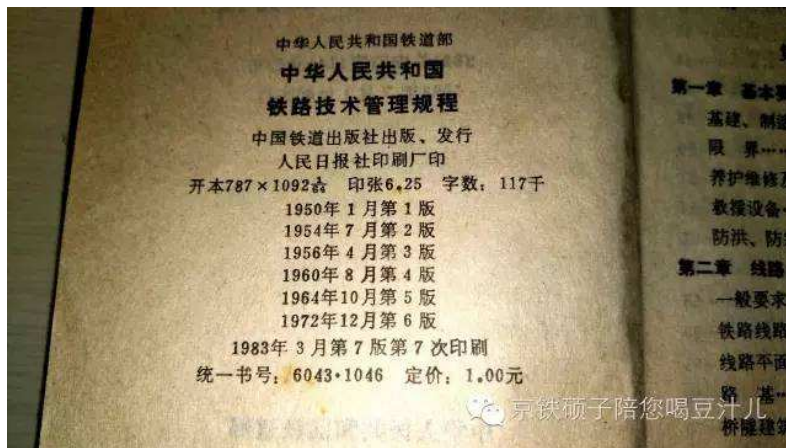 中华人民共和国铁道部
中华人民共和国
铁路技术管理规程
中国铁道出版社出版、发行
人民日报社印刷厂印
开本787×1092 印张6.25 字数：117千
1950年1月第1版
1954年7月第2版
1956年4月第3版
1960年8月第4版
1964年10月第5版
1972年12月第6版
1983年3月第7版第7次印刷
统一书号：6043·1046 定价：1.00元
第一章 基本要
基建、制造
限 界……
养护维修及
救援设备
防洪、防
第二章 线路
一般要求
铁路线路
线路平面
路 基…
桥隧建筑
京铁硕子陪您喝豆汁儿